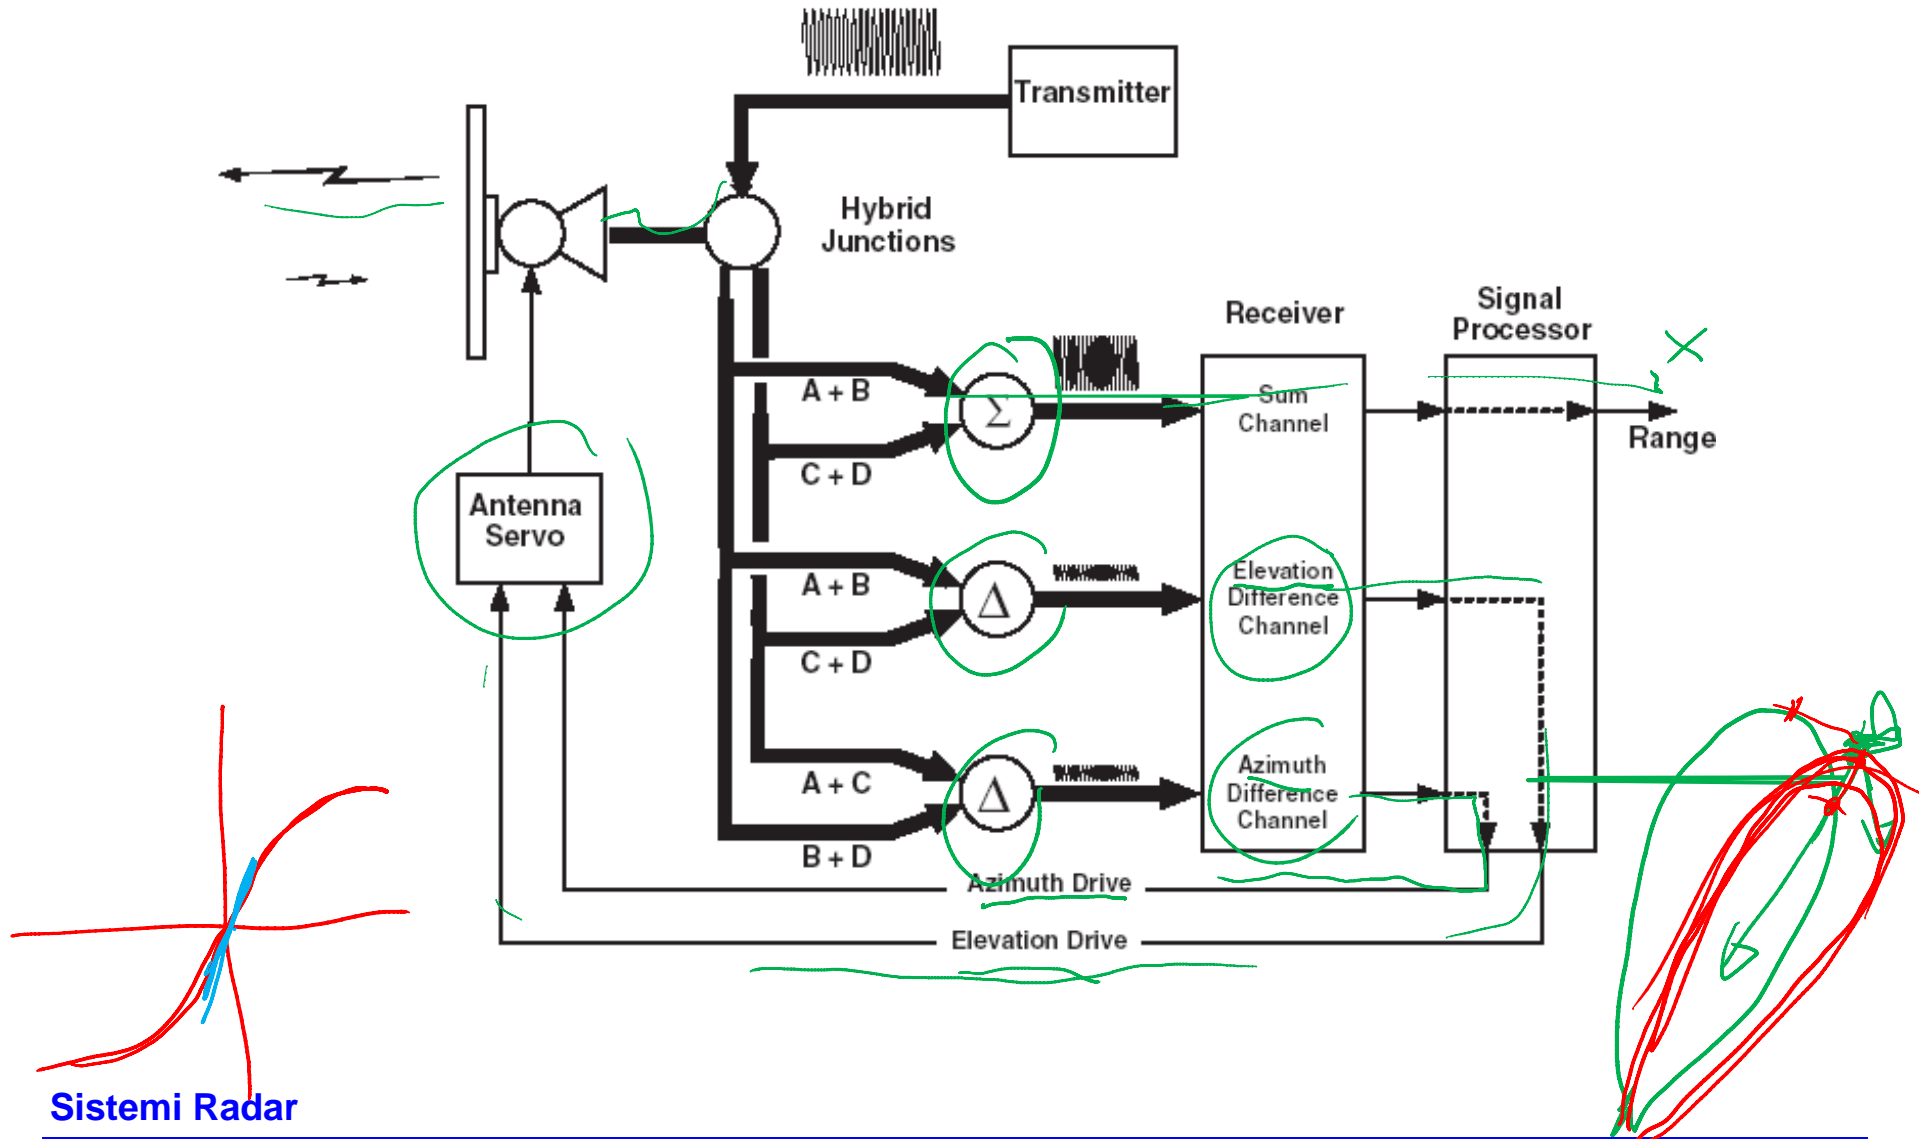 Transmitter
Hybrid
Junctions
Receiver
Signal
Processor
A + B
Σ
Sum
Channel
Range
C + D
Antenna
Servo
A + B
Δ
Elevation
Difference
Channel
C + D
A + C
Δ
Azimuth
Difference
Channel
B + D
Azimuth Drive
Elevation Drive
Sistemi Radar